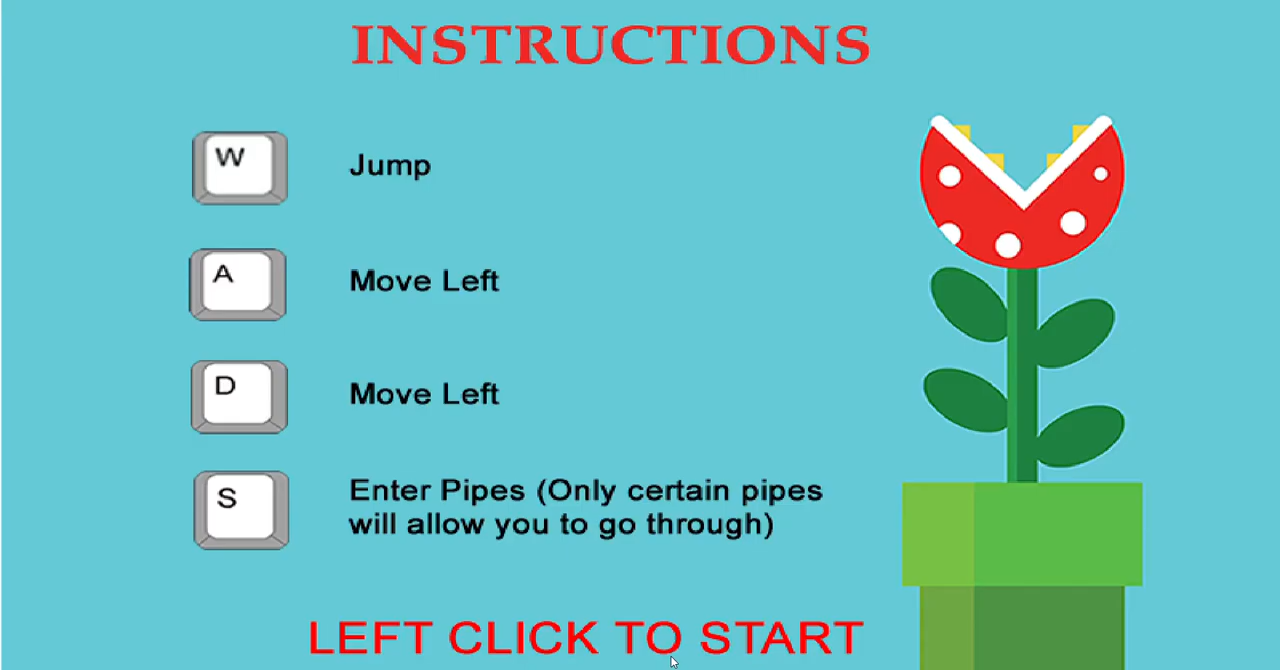 INSTRUCTIONS
W
Jump
A
Move Left
D
Move Left
S
Enter Pipes (Only certain pipes
will allow you to go through)
LEFT CLICK TO START